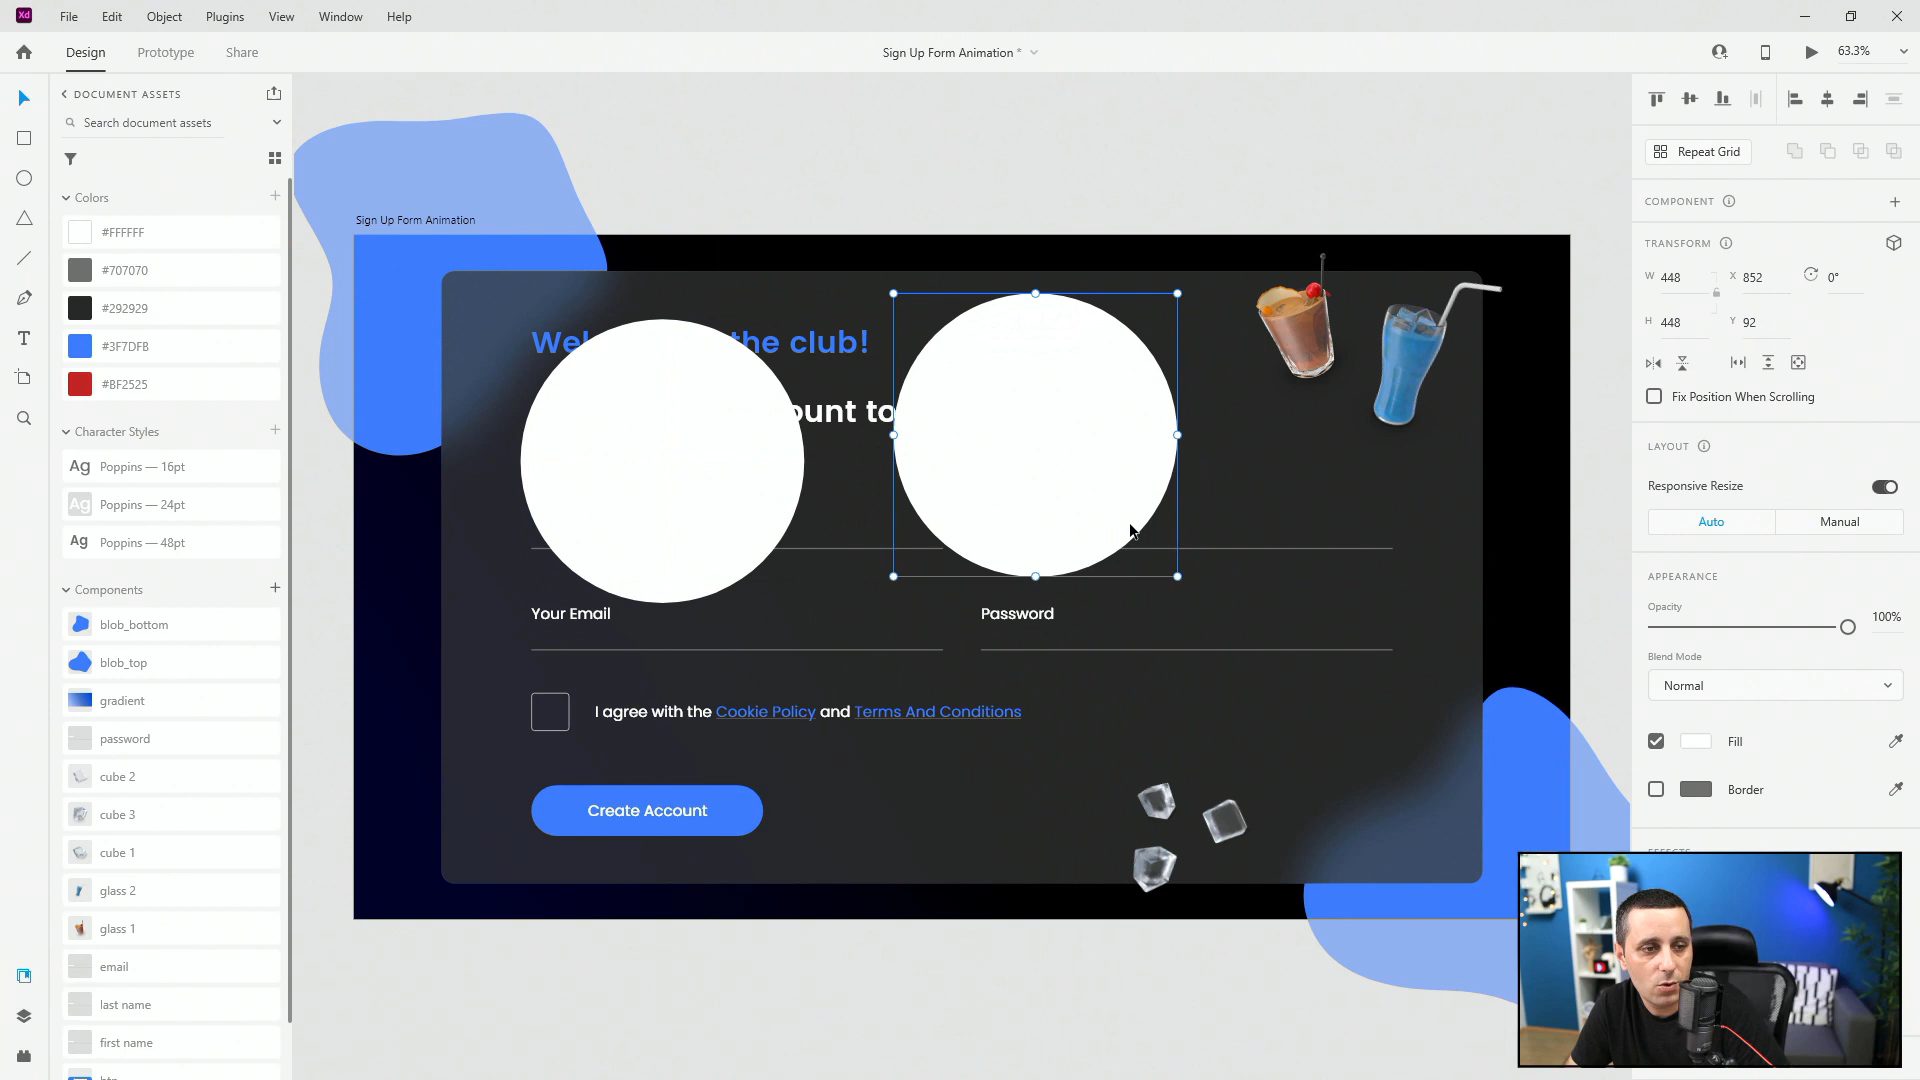 Xd
File
Edit
Object
Plugins
View
Window
Help
Design
Prototype
Share
Sign Up Form Animation *
63.3%
DOCUMENT ASSETS
Search document assets
Colors
#FFFFFF
#707070
#292929
#3F7DFB
#BF2525
Character Styles
Ag Poppins — 16pt
Ag Poppins — 24pt
Ag Poppins — 48pt
Components
blob_bottom
blob_top
gradient
password
cube 2
cube 3
cube 1
glass 2
glass 1
email
last name
first name
Sign Up Form Animation
the club!
ount to
Your Email
Password
I agree with the Cookie Policy and Terms And Conditions
Create Account
Repeat Grid
COMPONENT
TRANSFORM
W 448
X 852
0°
H 448
Y 92
Fix Position When Scrolling
LAYOUT
Responsive Resize
Auto
Manual
APPEARANCE
Opacity
100%
Blend Mode
Normal
Fill
Border